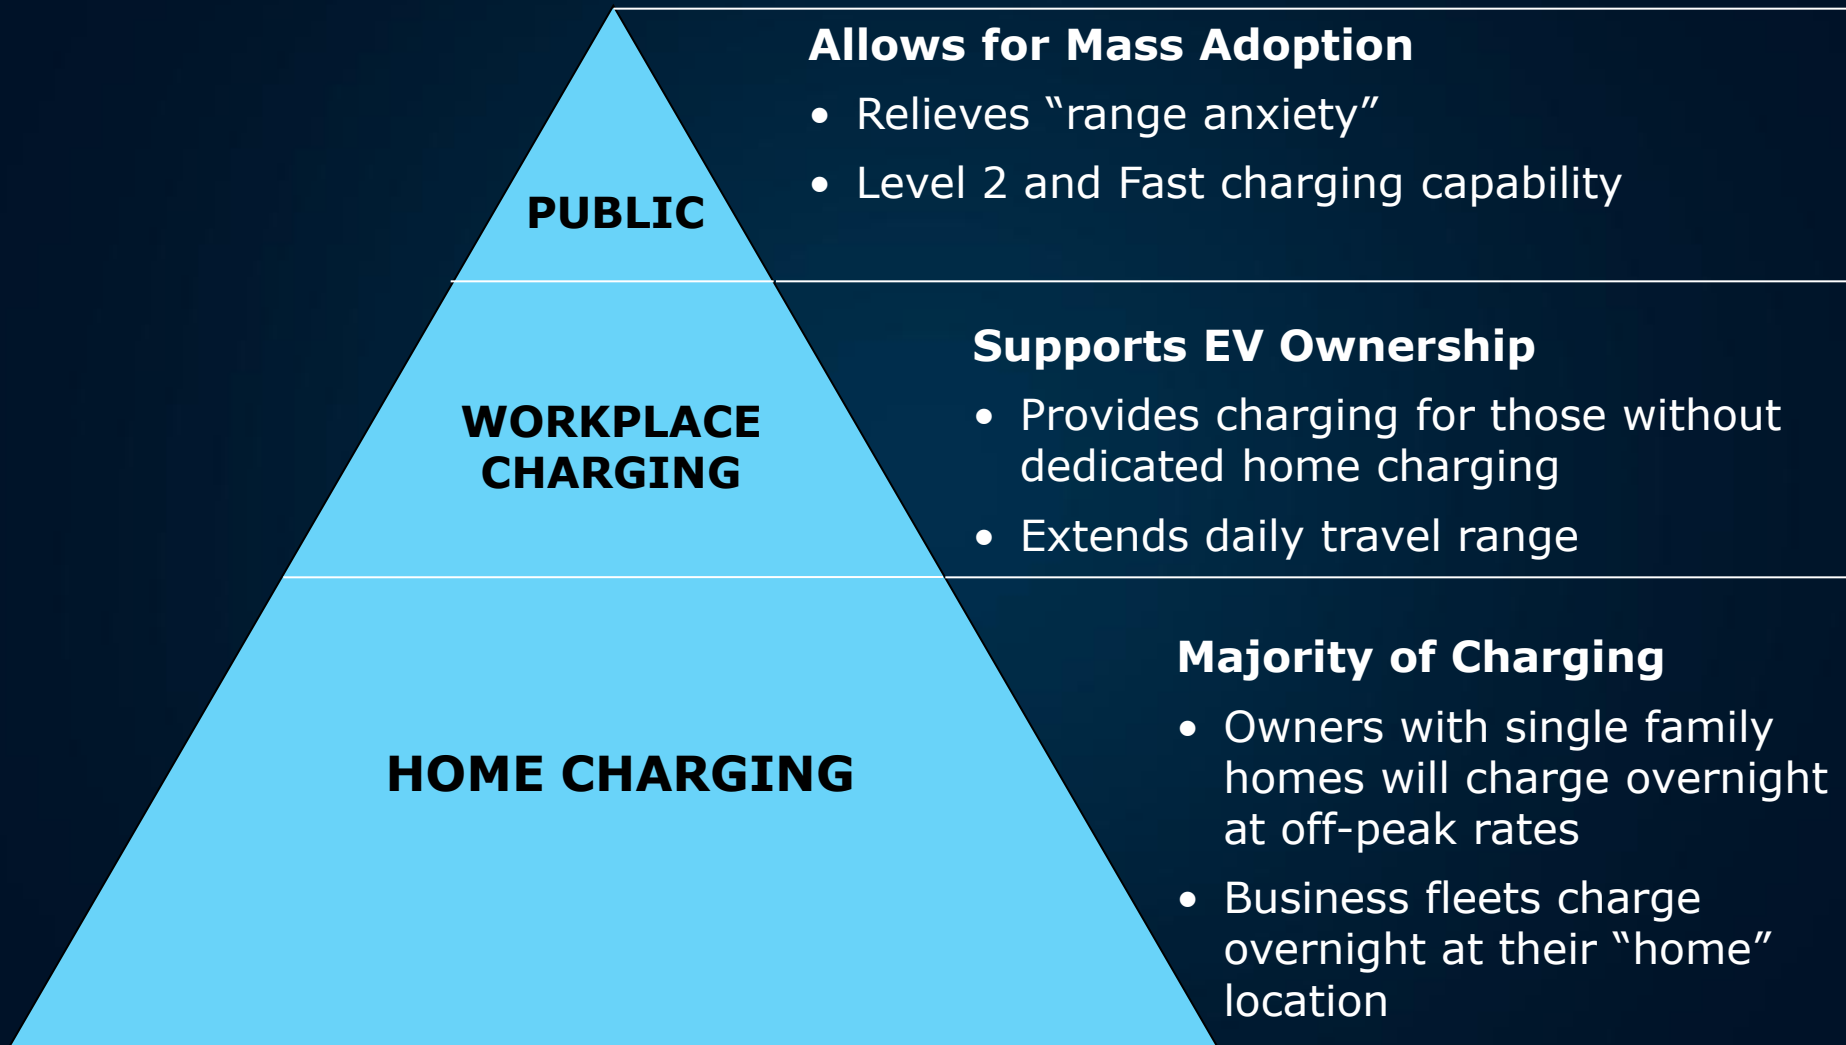 Allows for Mass Adoption
• Relieves “range anxiety”
• Level 2 and Fast charging capability
PUBLIC
Supports EV Ownership
• Provides charging for those without
dedicated home charging
• Extends daily travel range
WORKPLACE
CHARGING
Majority of Charging
• Owners with single family
homes will charge overnight
at off-peak rates
• Business fleets charge
overnight at their “home”
location
HOME CHARGING